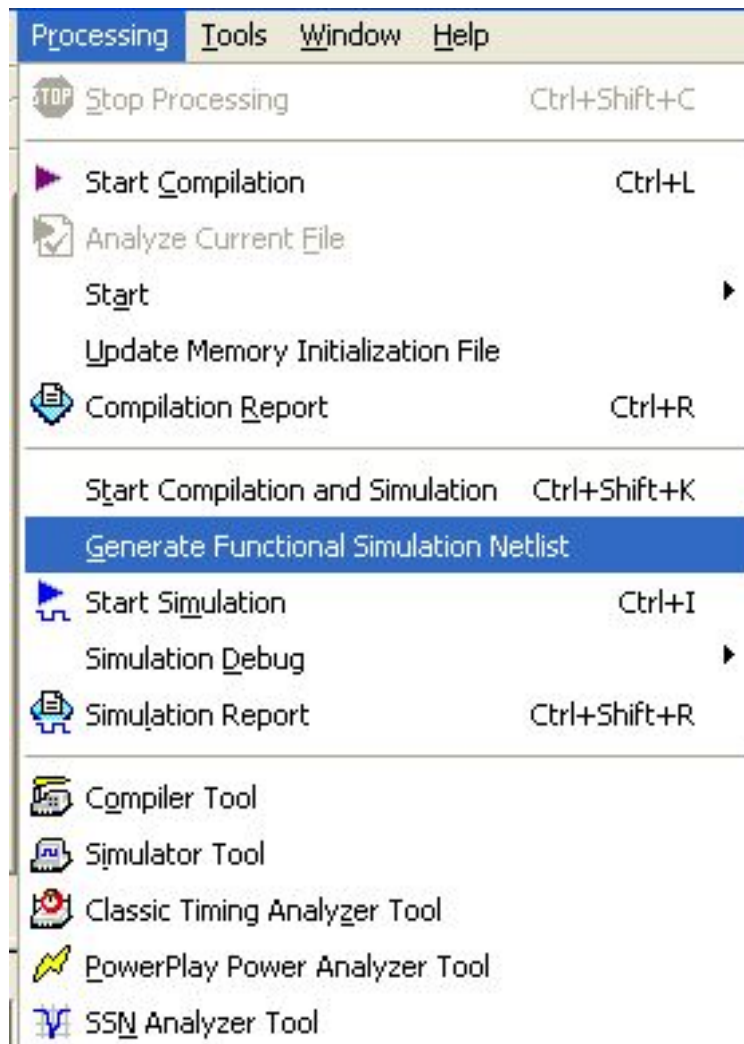 Processing Tools Window Help
STOP Stop Processing Ctrl+Shift+C
Start Compilation Ctrl+L
Analyze Current File
Start
Update Memory Initialization File
Compilation Report Ctrl+R
Start Compilation and Simulation Ctrl+Shift+K
Generate Functional Simulation Netlist
Start Simulation Ctrl+I
Simulation Debug
Simulation Report Ctrl+Shift+R
Compiler Tool
Simulator Tool
Classic Timing Analyzer Tool
PowerPlay Power Analyzer Tool
SSN Analyzer Tool